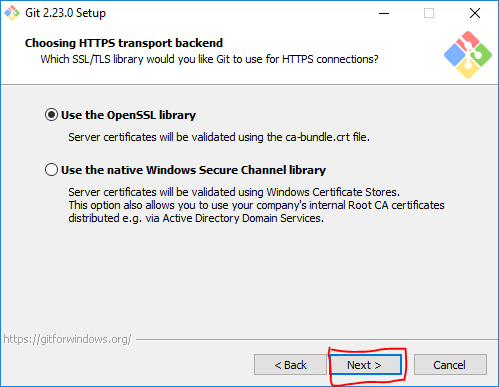 Git 2.23.0 Setup
Choosing HTTPS transport backend
Which SSL/TLS library would you like Git to use for HTTPS connections?
Use the OpenSSL library
Server certificates will be validated using the ca-bundle.crt file.
Use the native Windows Secure Channel library
Server certificates will be validated using Windows Certificate Stores.
This option also allows you to use your company's internal Root CA certificates
distributed e.g. via Active Directory Domain Services.
https://gitforwindows.org/
< Back
Next >
Cancel